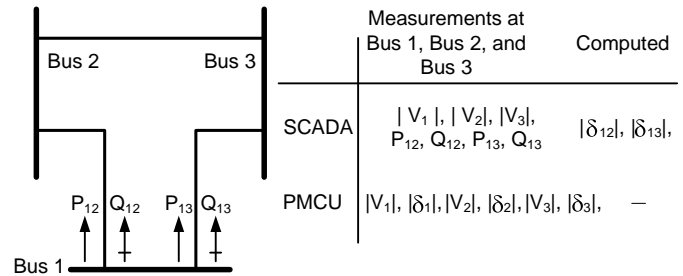 Bus 2
Bus 3
P12 Q12 P13 Q13
Bus 1
Measurements at
Bus 1, Bus 2, and
Bus 3
Computed
SCADA
| V1 |, | V2|, |V3|,
P12, Q12, P13, Q13
|δ12|, |δ13|,
PMCU |V1|, |δ1|,|V2|, |δ2|,|V3|, |δ3|, –